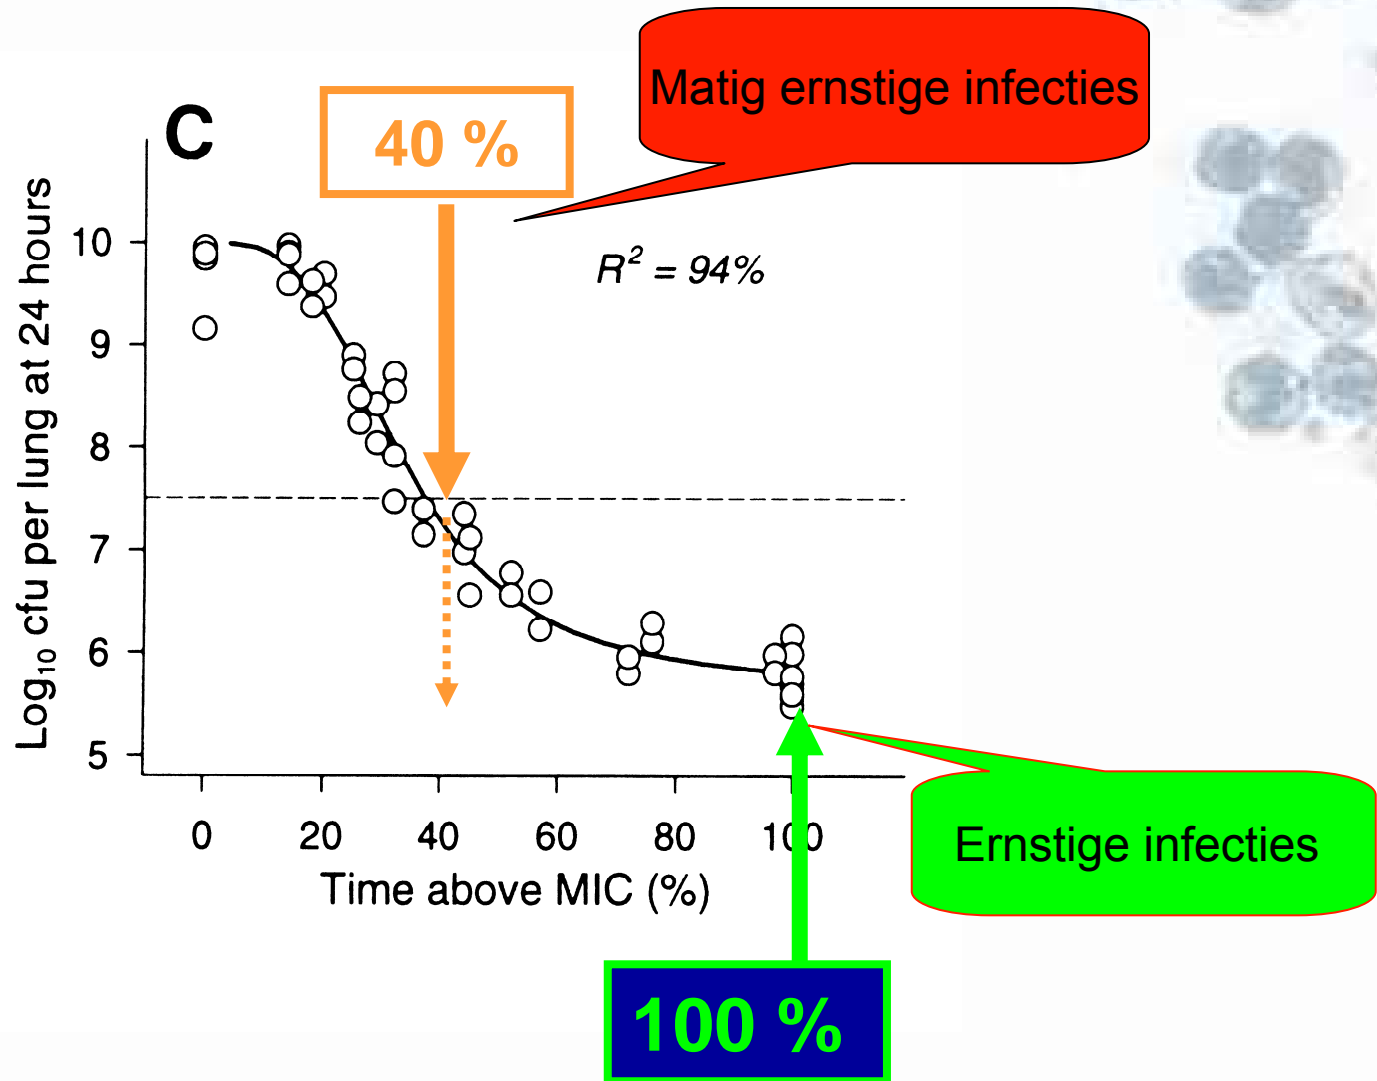 Matig ernstige infecties
C
40 %
R² = 94%
Log₁₀ cfu per lung at 24 hours
10
9
8
7
6
5
0 20 40 60 80 100
Time above MIC (%)
Ernstige infecties
100 %